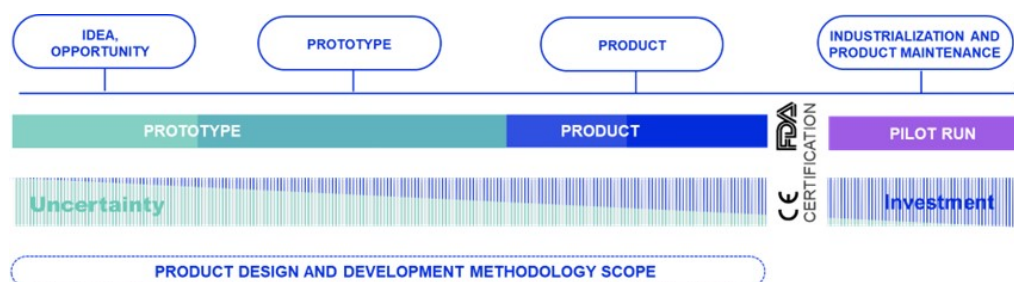 IDEA,
OPPORTUNITY
PROTOTYPE
PRODUCT
INDUSTRIALIZATION AND
PRODUCT MAINTENANCE
PROTOTYPE
PRODUCT
FDA
CE
CERTIFICATION
PILOT RUN
Uncertainty
Investment
PRODUCT DESIGN AND DEVELOPMENT METHODOLOGY SCOPE